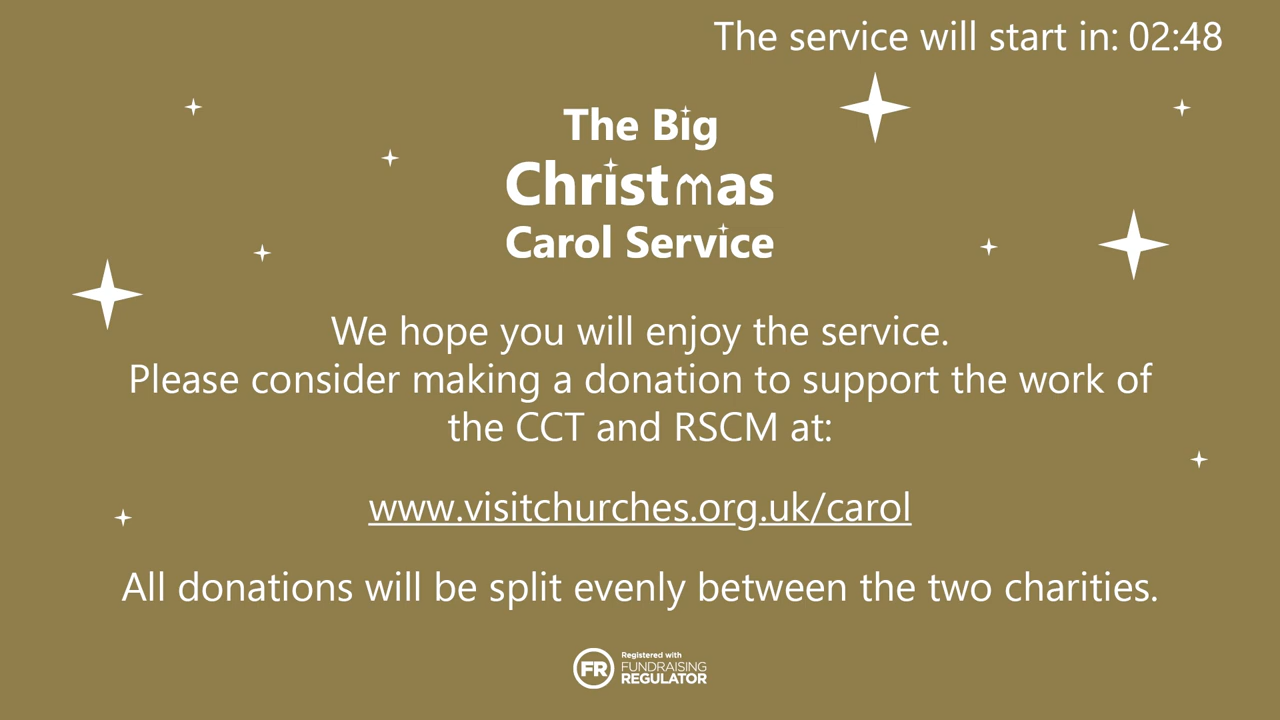 The service will start in: 02:48
The Big
Christmas
Carol Service
We hope you will enjoy the service.
Please consider making a donation to support the work of
the CCT and RSCM at:
www.visitchurches.org.uk/carol
All donations will be split evenly between the two charities.
FR
Registered with
FUNDRAISING
REGULATOR